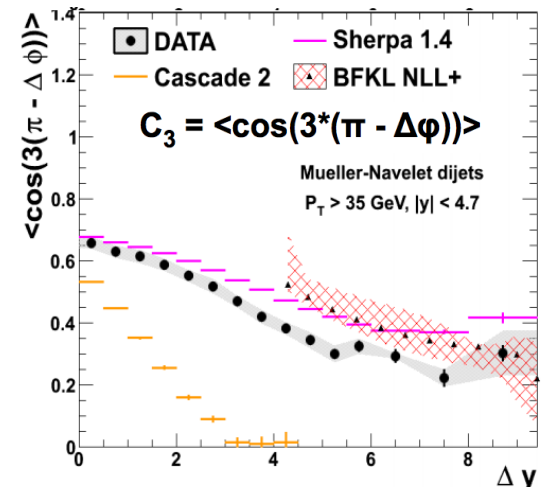 <cos(3(π - Δ φ))>
1.4
1.2
1
0.8
0.6
0.4
0.2
0
DATA
Sherpa 1.4
Cascade 2
BFKL NLL+
C₃ = <cos(3*(π - Δφ))>
Mueller-Navelet dijets
P_T > 35 GeV, |y| < 4.7
0 2 4 6 8
Δ y